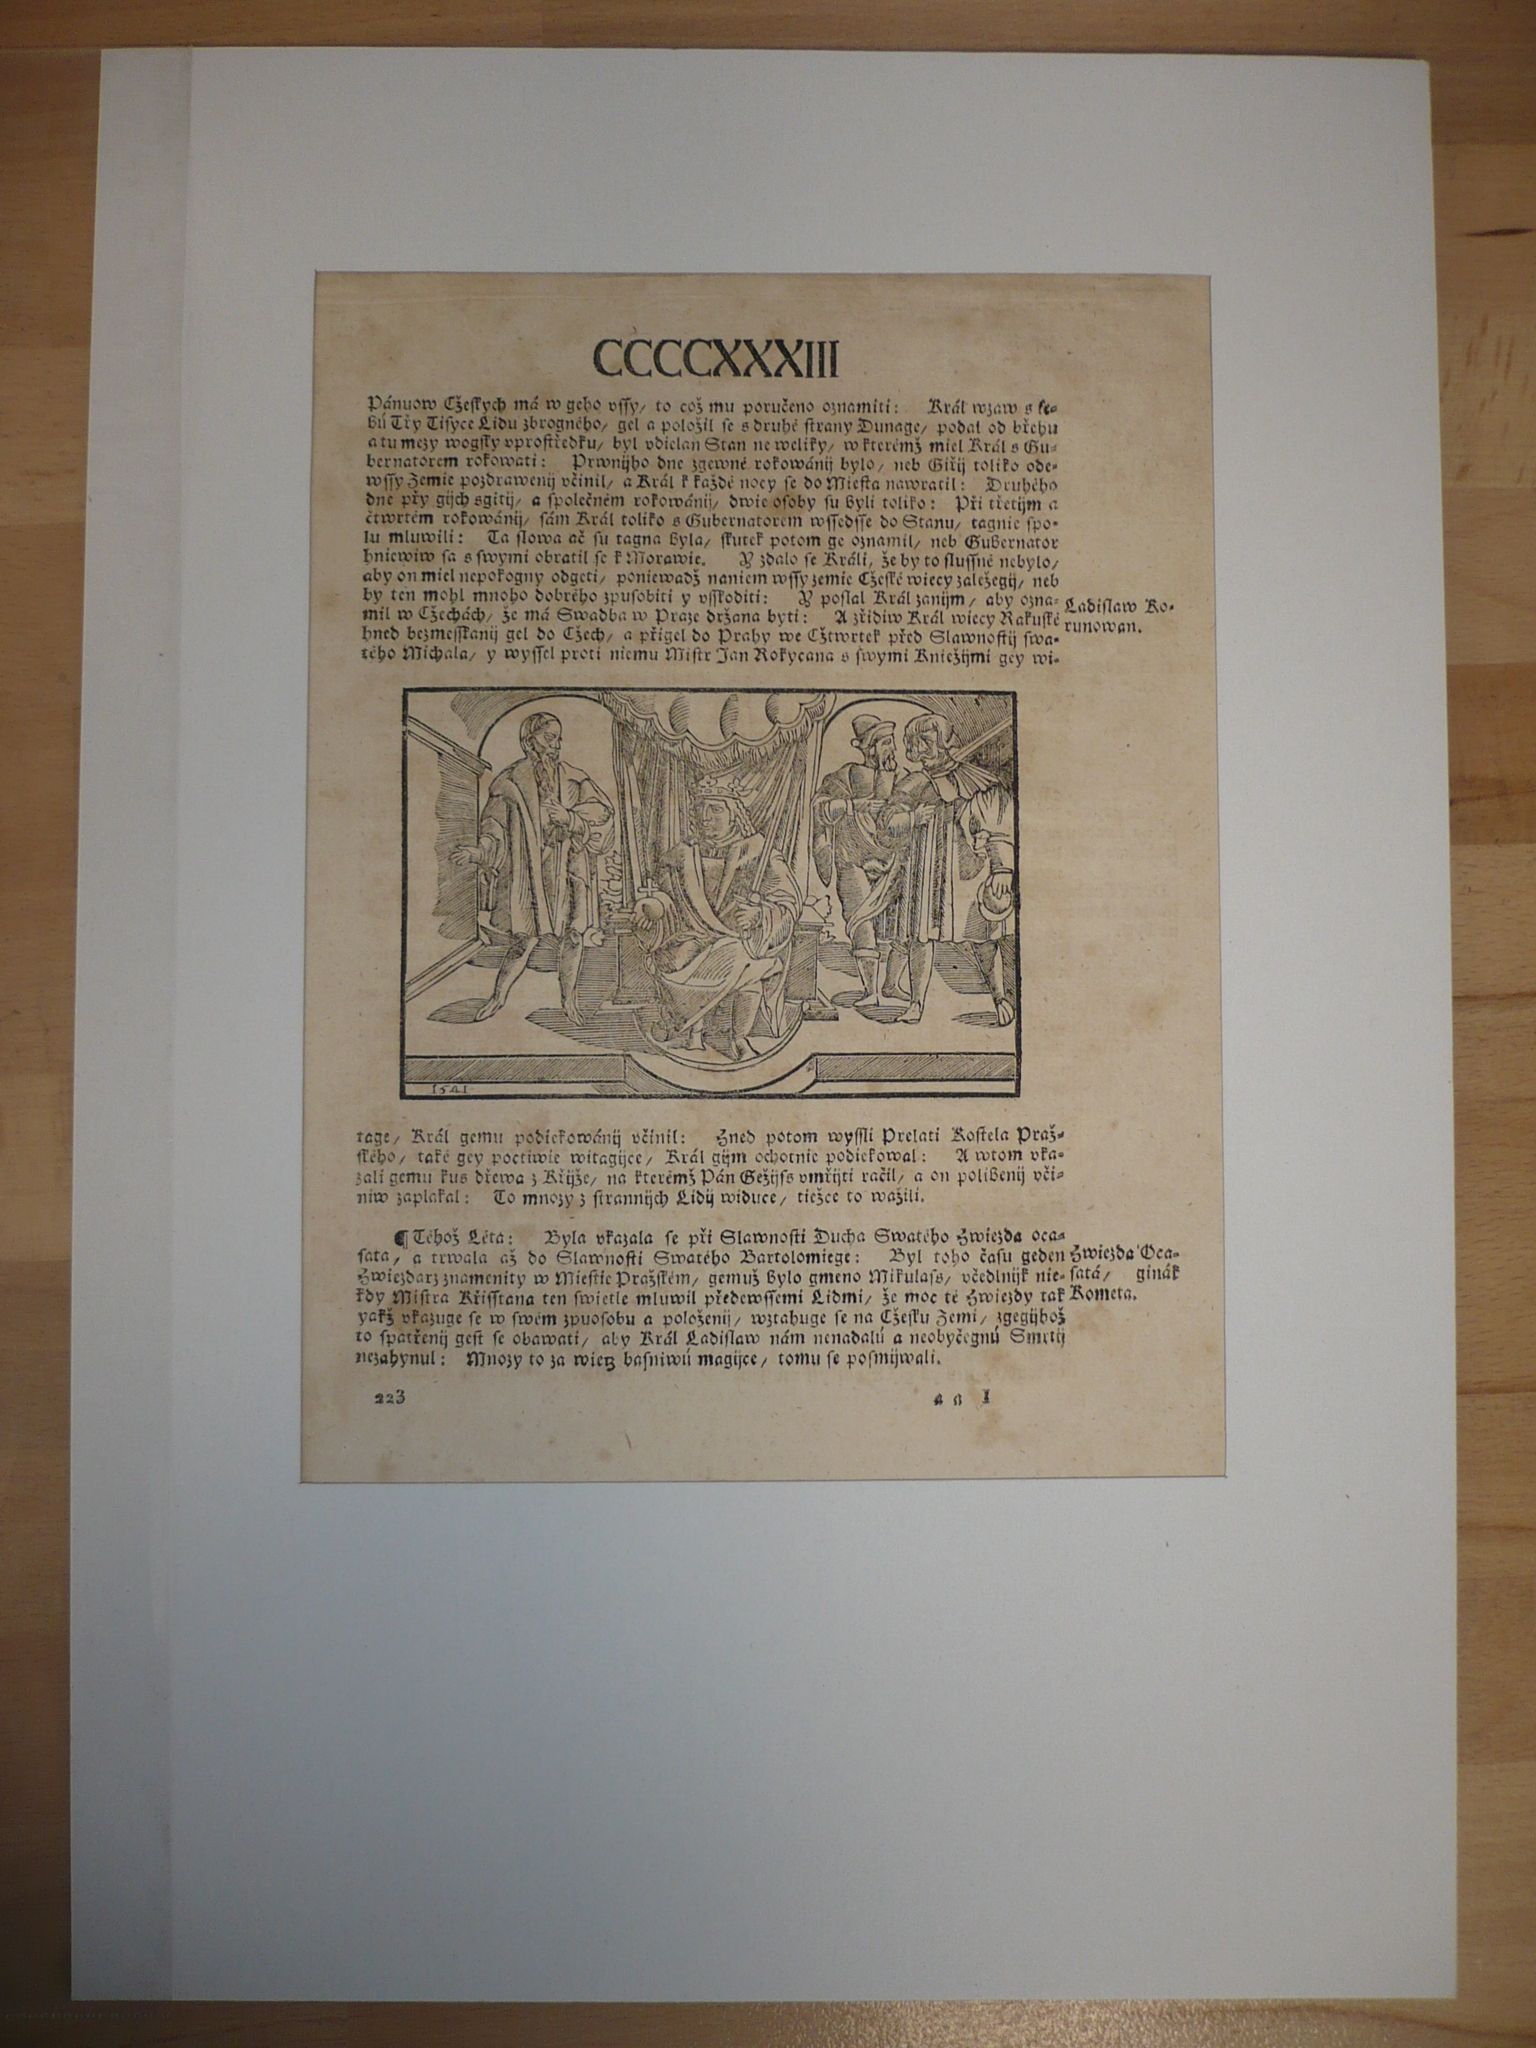 CCCCXXXIII
Pánuow Cžeských má w geho vssy, to což mu poručeno oznamiti: Král wzaw s se-
bú Třy Tisyce Lidu zbrogného, gel a položil se s druhé strany Dunage, podal od břehu
a tu mezy wogsky vprostředku, byl vdielan Stan ne weliky, w kterémž miel Král s Gu-
bernatorem rokowati: Prwnijho dne zgewné rokowánij bylo, neb Giřij toliko ode-
wssy Zemie pozdrawenij včinil, a Král k každé nocy se do Miesta nawratil: Druhého
dne přy gijch sgitij, a společném rokowánij, dwie osoby su byli toliko: Při třetijm a
čtwrtém rokowánij, sám Král toliko s Gubernatorem wssedsse do Stanu, tagnie spo-
lu mluwili: Ta slowa ač su tagna byla, skutek potom ge oznamil, neb Gubernator
hniewiw sa s swymi obratil se k Morawie. Y zdalo se Králi, že by to slussné nebylo,
aby on miel nepokogny odgeti, poniewadž naniem wssy zemie Cžeské wiecy záležegij, neb
by ten mohl mnoho dobrého zpusobiti y vsskoditi: Y poslal Král zanijm, aby ozna-
mil w Cžechách, že má Swadba w Praze držana byti: A zřidiw Král wiecy Rakuské
hned bezmesskanij gel do Cžech, a přigel do Prahy we Cžtwrtek před Slawnostij swa-
tého Michala, y wyssel proti niemu Mistr Jan Rokycana s swymi Kniežijmi gey wi-
Ladislaw Ko-
runowan.
1541
tage, Král gemu podiekowánij včinil: Hned potom wyssli Prelati Kostela Praž-
ského, také gey poctiwie witagijce, Král gijm ochotnie podiekowal: A wtom vka-
zali gemu kus dřewa z Křijže, na kterémž Pán Gežijss vmřijti ráčil, a on polibenij vči-
niw zaplakal: To mnozy z strannijch Lidij widuce, tiežce to wážili.
¶ Téhož Léta: Byla vkazala se při Slawnosti Ducha Swatého Hwiezda oca-
sata, a trwala až do Slawnosti Swatého Bartolomiege: Byl toho času geden
Hwiezdarz znamenity w Miestie Pražském, gemuž bylo gmeno Mikulass, včedlnijk nie-
kdy Mistra Křisstana ten swietle mluwil předewssemi Lidmi, že moc té Hwiezdy tak
yakž vkazuge se w swém zpuosobu a položenij, wztahuge se na Cžesku Zemi, zgegijhož
to spatřenij gest se obawati, aby Král Ladislaw nám nenadalú a neobyčegnú Smrtij
nezahynul: Mnozy to za wietz basniwú magijce, tomu se posmijwali.
Hwiezda Oca-
satá, ginák
Kometa.
223 a a 1